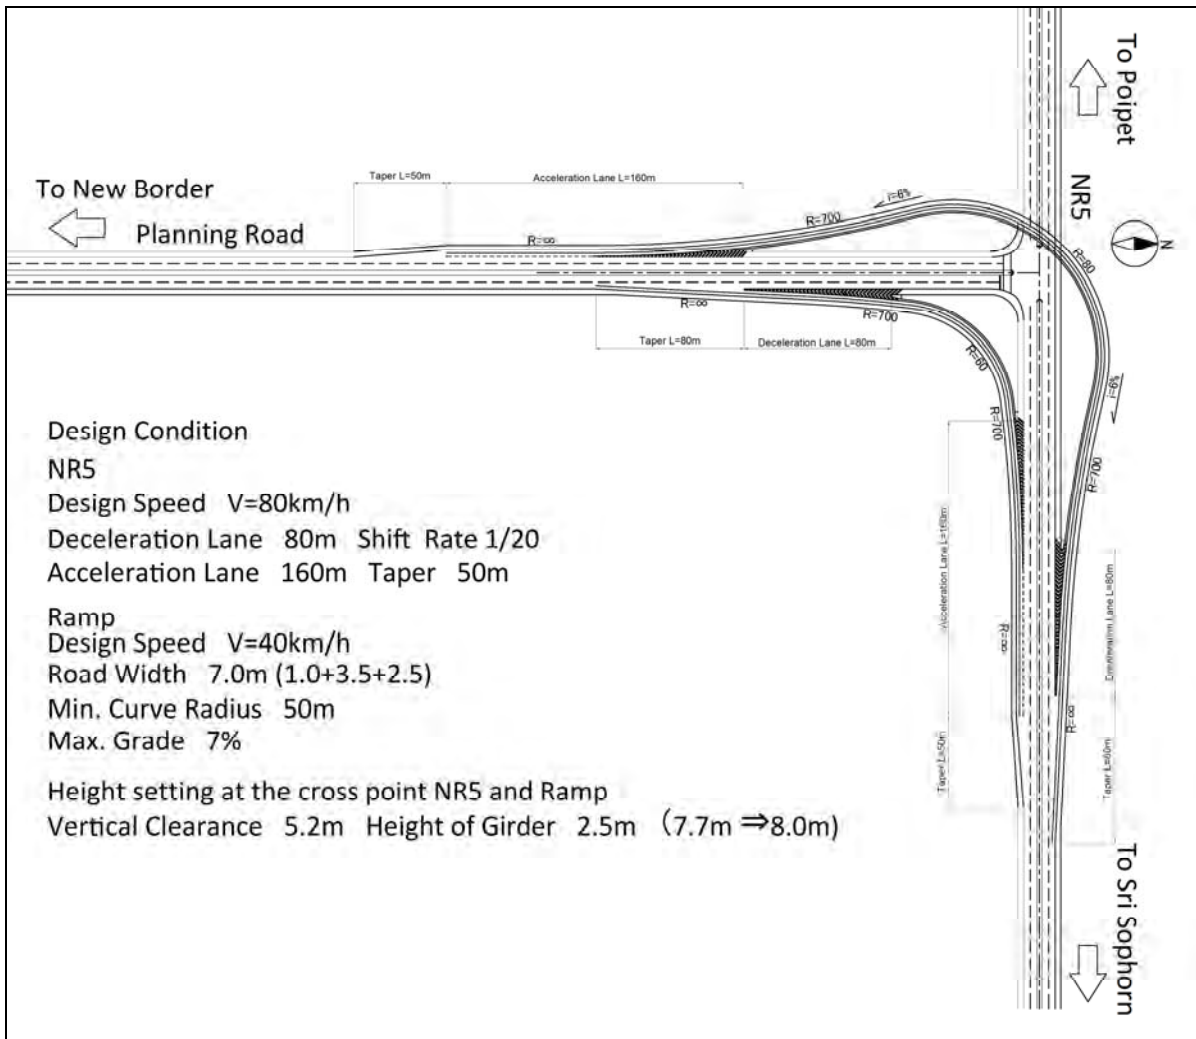 To Poipet
NR5
N
To New Border
Planning Road
Taper L=50m
Acceleration Lane L=160m
R=∞
R=700
i=6%
R=80
R=∞
R=700
Taper L=80m
Deceleration Lane L=80m
R=60
R=700
i=6%
R=700
Acceleration Lane L=160m
R=∞
Taper L=50m
Deceleration Lane L=80m
R=∞
To Sri Sophorn
Design Condition
NR5
Design Speed V=80km/h
Deceleration Lane 80m Shift Rate 1/20
Acceleration Lane 160m Taper 50m
Ramp
Design Speed V=40km/h
Road Width 7.0m (1.0+3.5+2.5)
Min. Curve Radius 50m
Max. Grade 7%
Height setting at the cross point NR5 and Ramp
Vertical Clearance 5.2m Height of Girder 2.5m (7.7m ⇒8.0m)